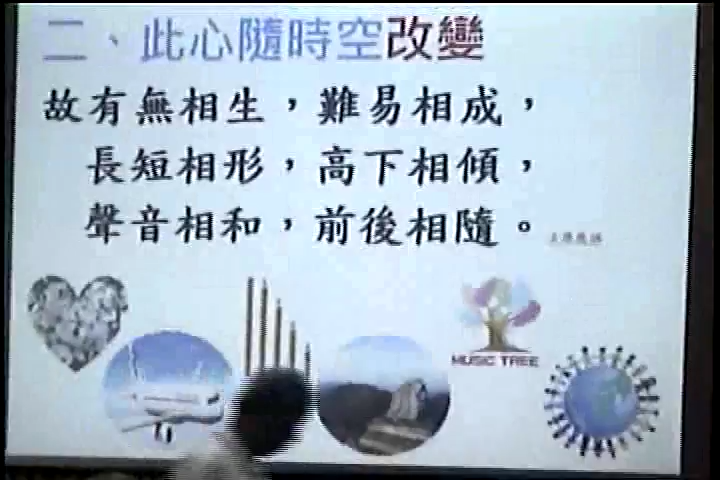 二、此心隨時空改變
故有無相生，難易相成，
長短相形，高下相傾，
聲音相和，前後相隨。
MUSIC TREE